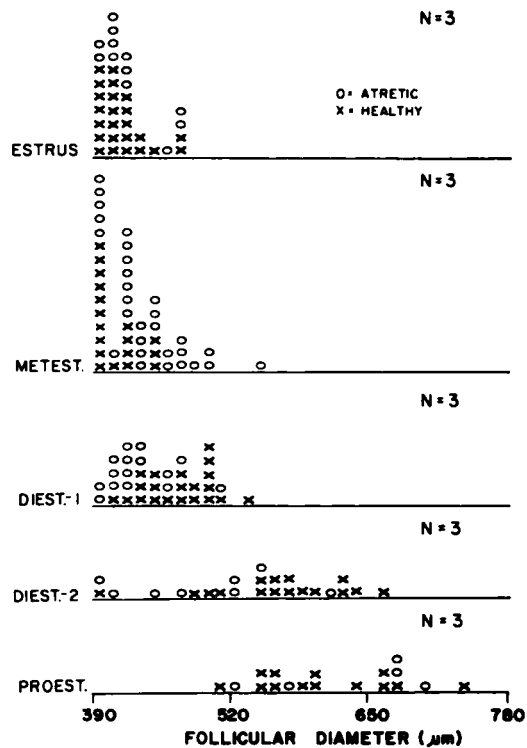 N=3
O = ATRETIC
X = HEALTHY
ESTRUS
N=3
METEST.
N=3
DIEST.-1
N=3
DIEST.-2
N=3
PROEST.
390 520 650 780
FOLLICULAR DIAMETER (µm)